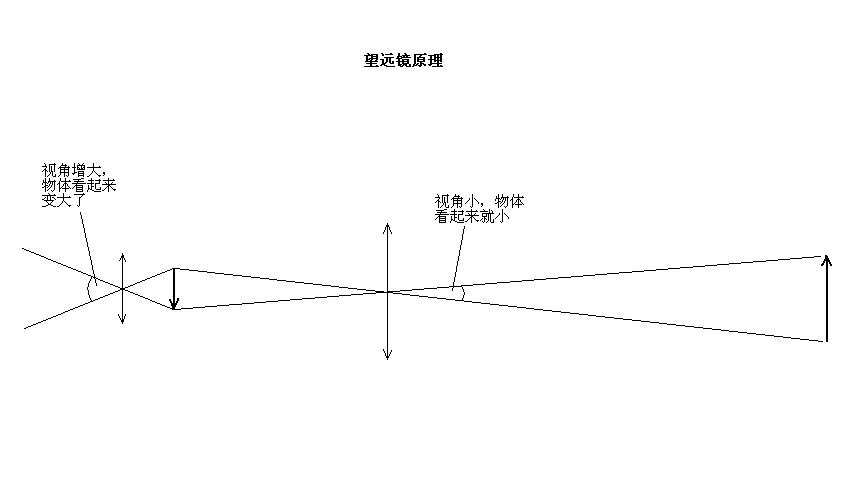 望远镜原理
视角增大，
物体看起来
变大了
视角小，物体
看起来就小